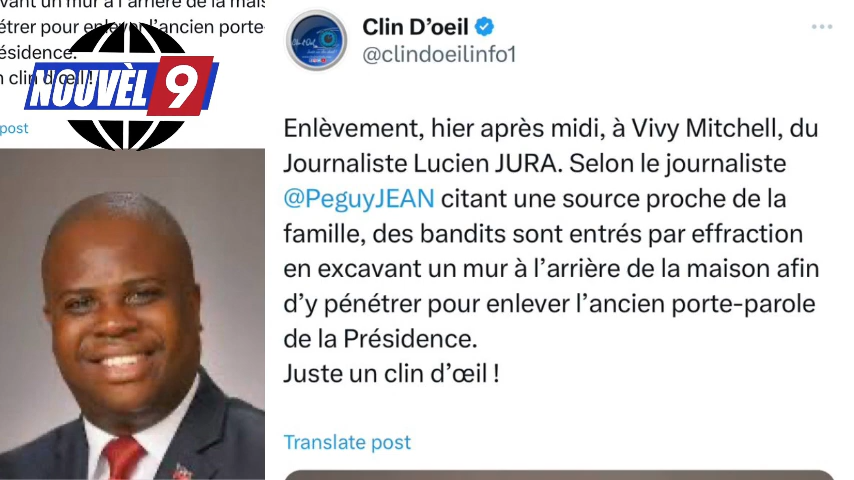 vant un mur à l'arrière de la mais
étrer pour enlever l'ancien porte-
ésidence.
n clin d'œil !
NOUVÈL 9
post
Clin D'oeil
@clindoeilinfo1
Enlèvement, hier après midi, à Vivy Mitchell, du
Journaliste Lucien JURA. Selon le journaliste
@PeguyJEAN citant une source proche de la
famille, des bandits sont entrés par effraction
en excavant un mur à l'arrière de la maison afin
d'y pénétrer pour enlever l'ancien porte-parole
de la Présidence.
Juste un clin d'œil !
Translate post